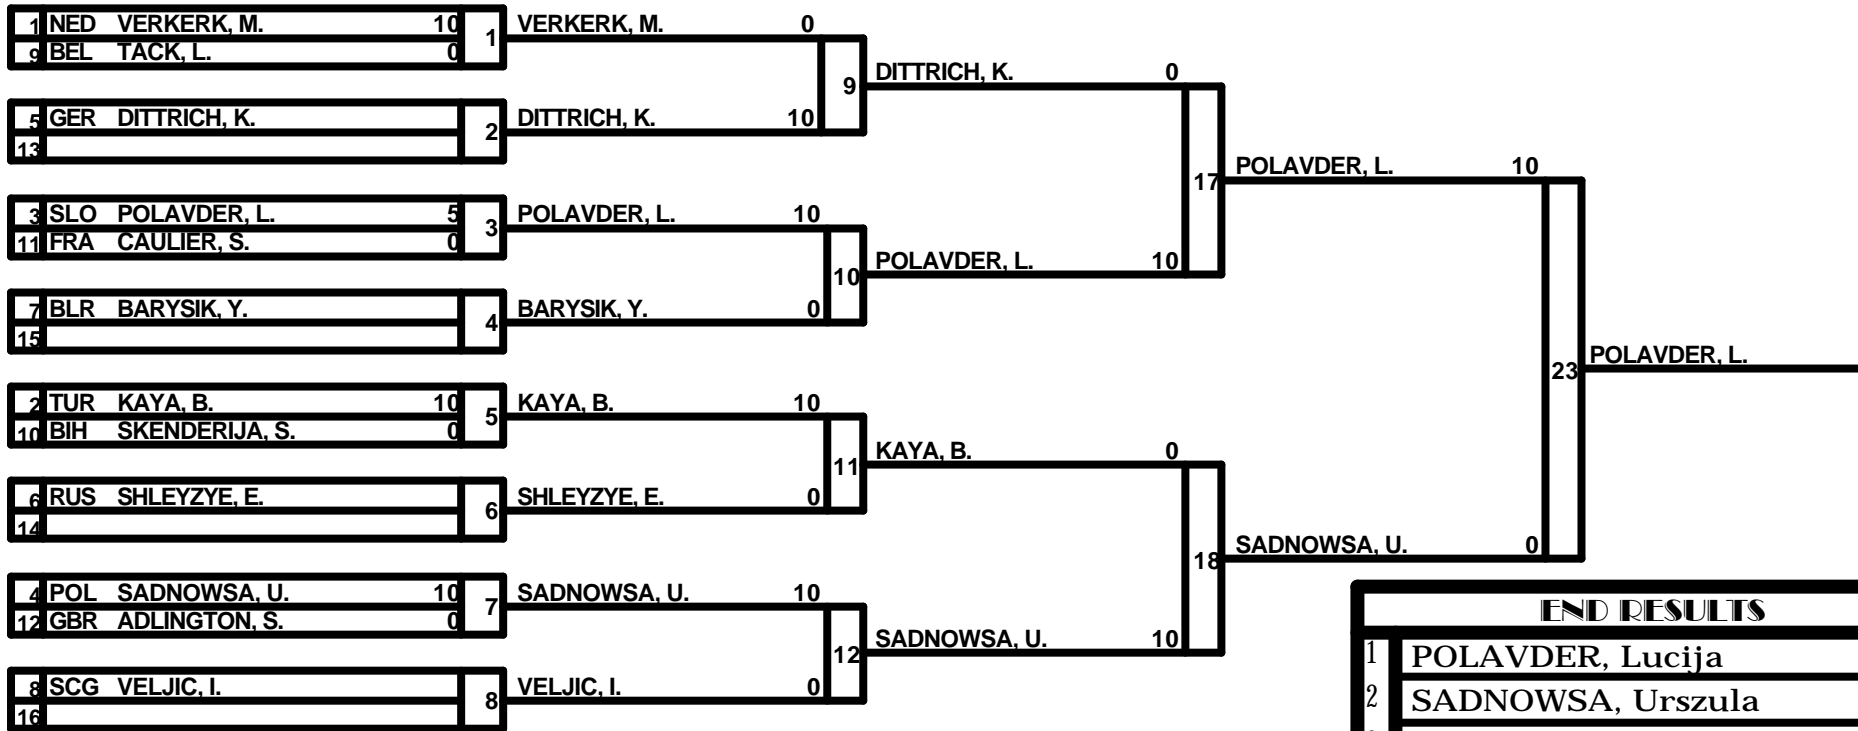 1 NED VERKERK, M. 10
9 BEL TACK, L. 0
1
5 GER DITTRICH, K.
13
2
3 SLO POLAVDER, L. 5
11 FRA CAULIER, S. 0
3
7 BLR BARYSIK, Y.
15
4
2 TUR KAYA, B. 10
10 BIH SKENDERIJA, S. 0
5
6 RUS SHLEYZYE, E.
14
6
4 POL SADNOWSA, U. 10
12 GBR ADLINGTON, S. 0
7
8 SCG VELJIC, I.
16
8
VERKERK, M. 0
DITTRICH, K. 10
9
POLAVDER, L. 10
BARYSIK, Y. 0
10
KAYA, B. 10
SHLEYZYE, E. 0
11
SADNOWSA, U. 10
VELJIC, I. 0
12
DITTRICH, K. 0
POLAVDER, L. 10
17
KAYA, B. 0
SADNOWSA, U. 10
18
POLAVDER, L. 10
SADNOWSA, U. 0
23
POLAVDER, L.
END RESULTS
1 POLAVDER, Lucija
2 SADNOWSA, Urszula